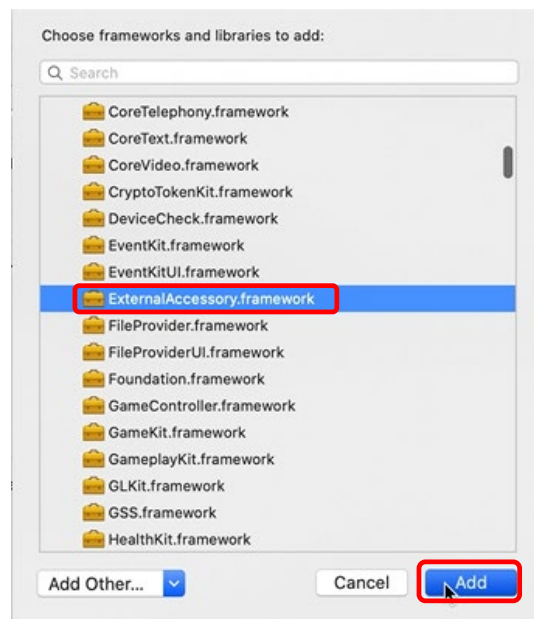 Choose frameworks and libraries to add:
Search
CoreTelephony.framework
CoreText.framework
CoreVideo.framework
CryptoTokenKit.framework
DeviceCheck.framework
EventKit.framework
EventKitUI.framework
ExternalAccessory.framework
FileProvider.framework
FileProviderUI.framework
Foundation.framework
GameController.framework
GameKit.framework
GameplayKit.framework
GLKit.framework
GSS.framework
HealthKit.framework
Add Other... Cancel Add